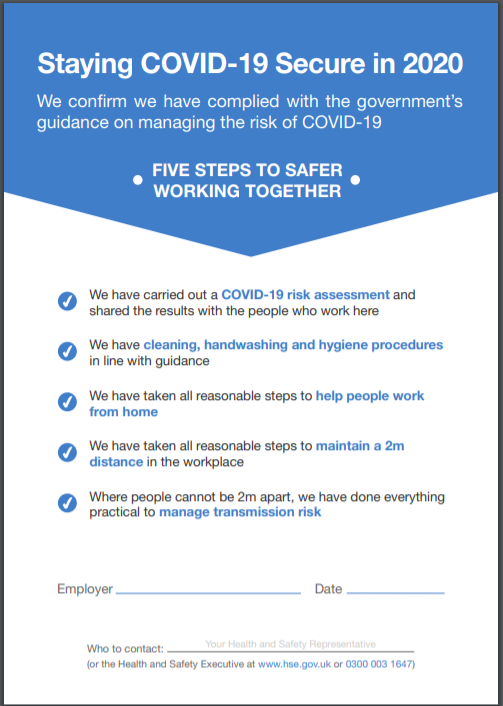 Staying COVID-19 Secure in 2020
We confirm we have complied with the government's
guidance on managing the risk of COVID-19
FIVE STEPS TO SAFER
WORKING TOGETHER
We have carried out a COVID-19 risk assessment and
shared the results with the people who work here
We have cleaning, handwashing and hygiene procedures
in line with guidance
We have taken all reasonable steps to help people work
from home
We have taken all reasonable steps to maintain a 2m
distance in the workplace
Where people cannot be 2m apart, we have done everything
practical to manage transmission risk
Employer Date
Who to contact: Your Health and Safety Representative
(or the Health and Safety Executive at www.hse.gov.uk or 0300 003 1647)